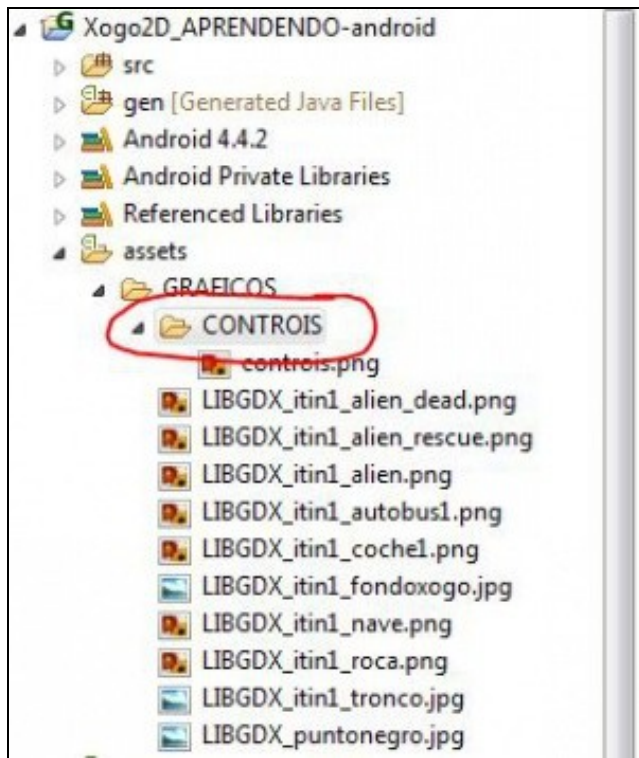 Xogo2D_APRENDENDO-android
src
gen [Generated Java Files]
Android 4.4.2
Android Private Libraries
Referenced Libraries
assets
GRAFICOS
CONTROIS
controis.png
LIBGDX_itin1_alien_dead.png
LIBGDX_itin1_alien_rescue.png
LIBGDX_itin1_alien.png
LIBGDX_itin1_autobus1.png
LIBGDX_itin1_coche1.png
LIBGDX_itin1_fondoxogo.jpg
LIBGDX_itin1_nave.png
LIBGDX_itin1_roca.png
LIBGDX_itin1_tronco.jpg
LIBGDX_puntonegro.jpg